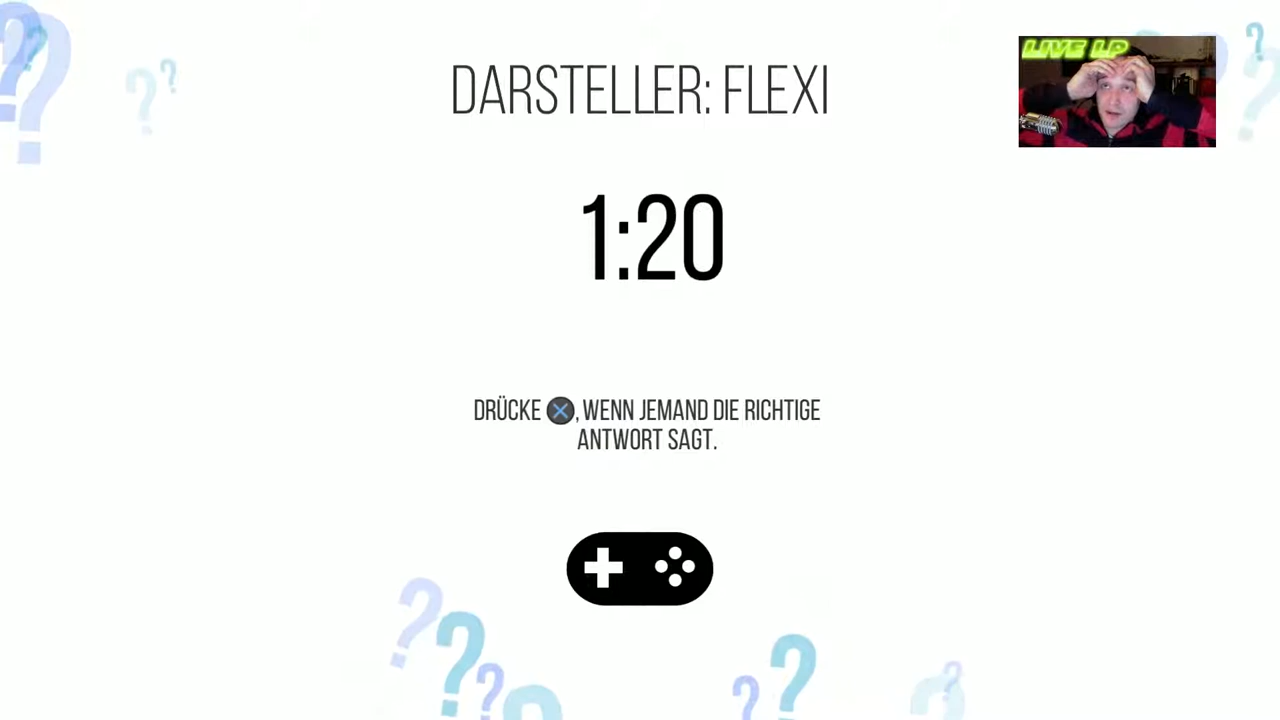 LIVE LP
DARSTELLER: FLEXI
1:20
DRÜCKE , WENN JEMAND DIE RICHTIGE
ANTWORT SAGT.